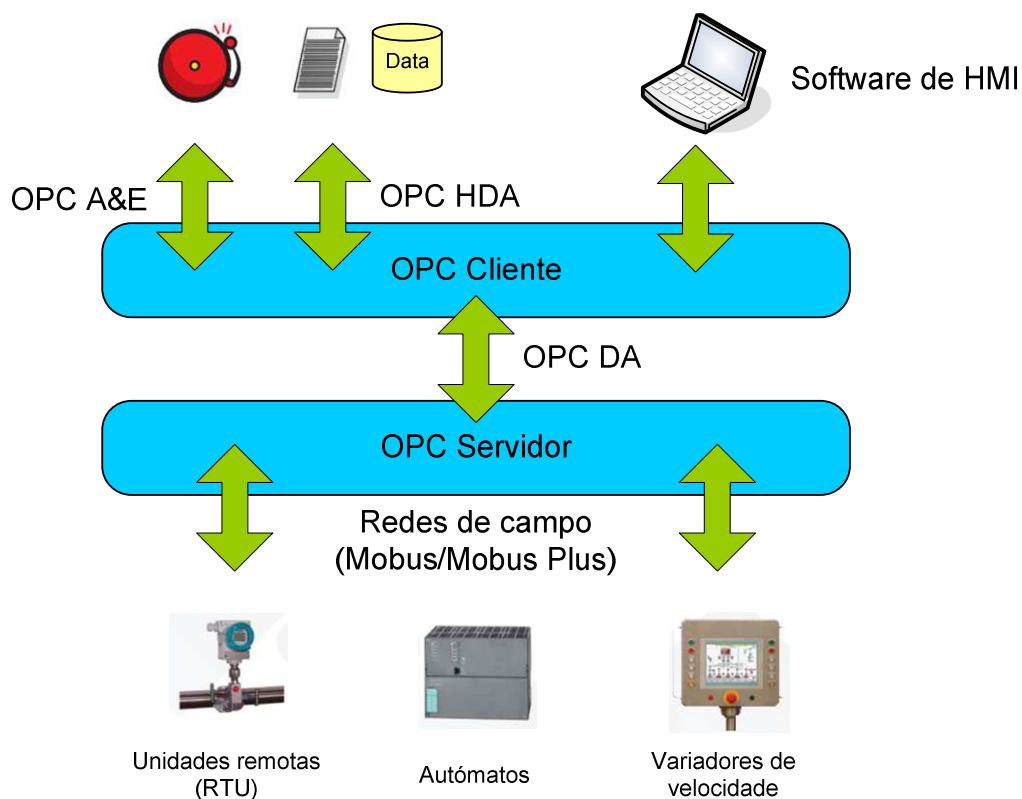 Data
Software de HMI
OPC A&E
OPC HDA
OPC Cliente
OPC DA
OPC Servidor
Redes de campo
(Mobus/Mobus Plus)
Unidades remotas
(RTU)
Autómatos
Variadores de
velocidade